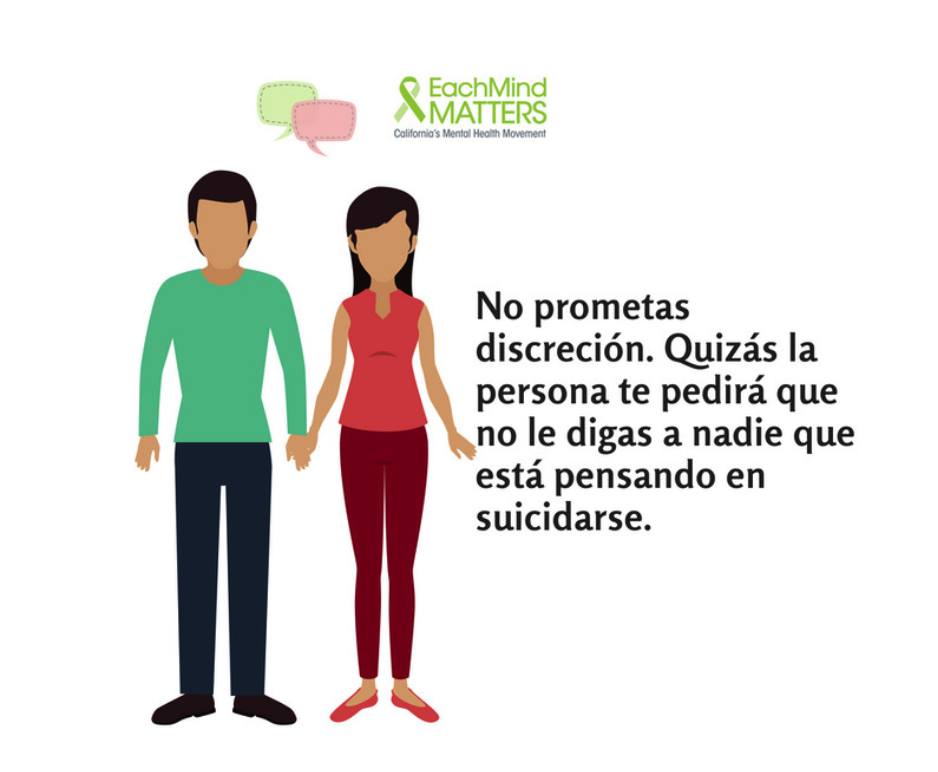 EachMind
MATTERS
California's Mental Health Movement
No prometas
discreción. Quizás la
persona te pedirá que
no le digas a nadie que
está pensando en
suicidarse.